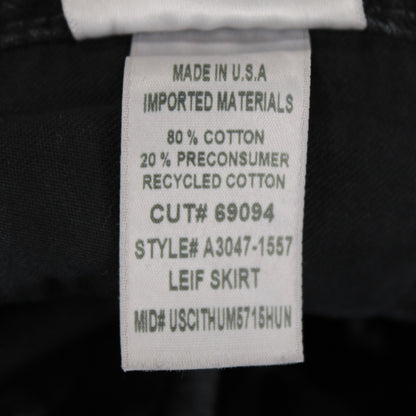 MADE IN U.S.A
IMPORTED MATERIALS
80% COTTON
20% PRECONSUMER
RECYCLED COTTON
CUT# 69094
STYLE# A3047-1557
LEIF SKIRT
MID# USCITHUM5715HUN